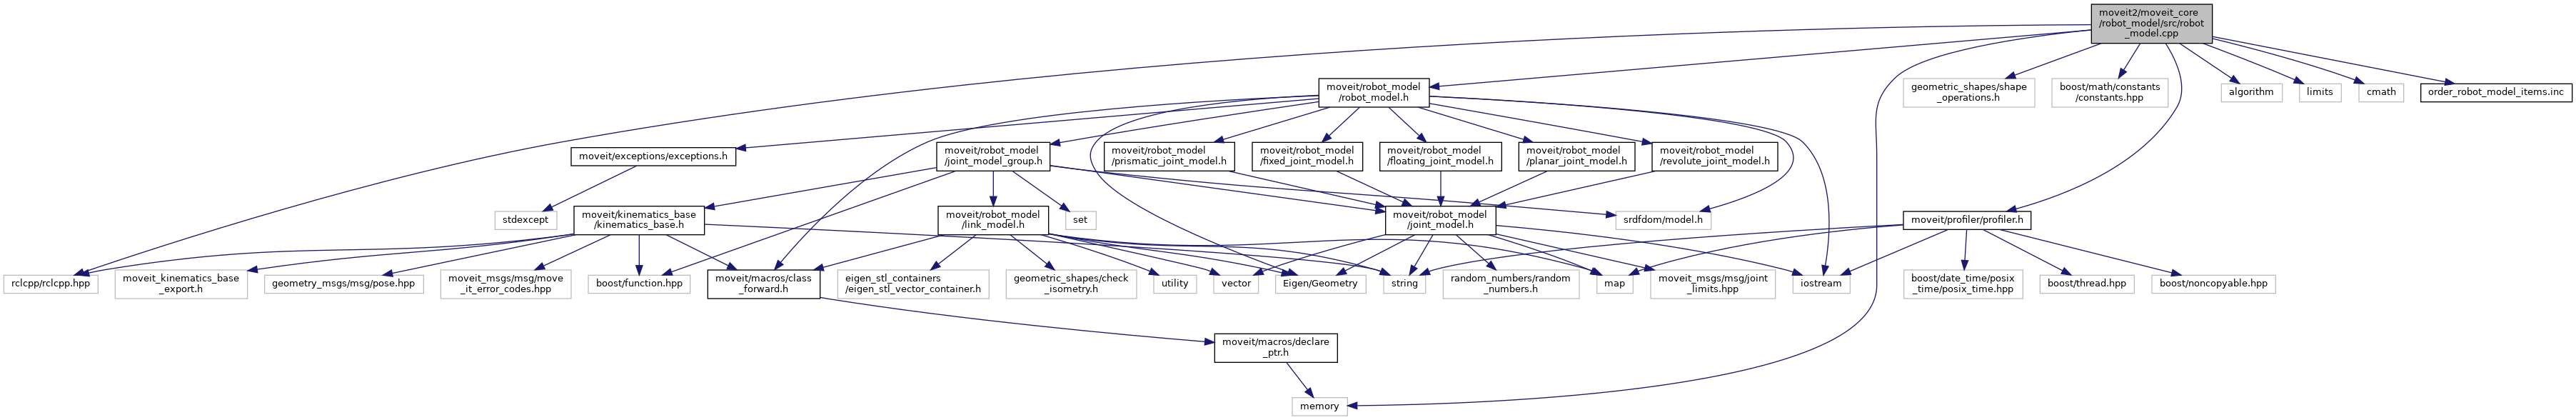 moveit2/moveit_core
/robot_model/src/robot
_model.cpp
moveit/robot_model
/robot_model.h
geometric_shapes/shape
_operations.h
boost/math/constants
/constants.hpp
algorithm
limits
cmath
order_robot_model_items.inc
moveit/exceptions/exceptions.h
moveit/robot_model
/joint_model_group.h
moveit/robot_model
/prismatic_joint_model.h
moveit/robot_model
/fixed_joint_model.h
moveit/robot_model
/floating_joint_model.h
moveit/robot_model
/planar_joint_model.h
moveit/robot_model
/revolute_joint_model.h
stdexcept
moveit/kinematics_base
/kinematics_base.h
moveit/robot_model
/link_model.h
set
moveit/robot_model
/joint_model.h
srdfdom/model.h
moveit/profiler/profiler.h
rclcpp/rclcpp.hpp
moveit_kinematics_base
_export.h
geometry_msgs/msg/pose.hpp
moveit_msgs/msg/move
_it_error_codes.hpp
boost/function.hpp
moveit/macros/class
_forward.h
eigen_stl_containers
/eigen_stl_vector_container.h
geometric_shapes/check
_isometry.h
utility
vector
Eigen/Geometry
string
random_numbers/random
_numbers.h
map
moveit_msgs/msg/joint
_limits.hpp
iostream
boost/date_time/posix
_time/posix_time.hpp
boost/thread.hpp
boost/noncopyable.hpp
moveit/macros/declare
_ptr.h
memory